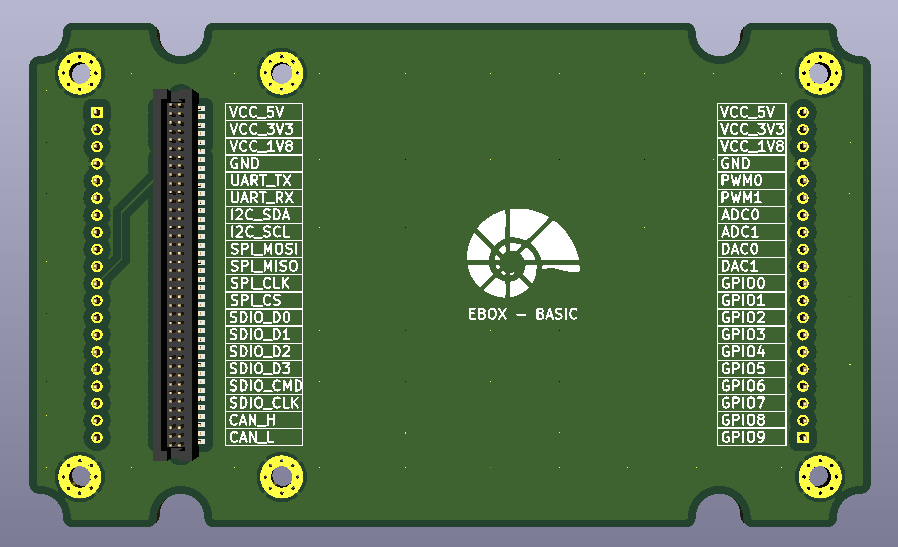 VCC_5V
VCC_3V3
VCC_1V8
GND
UART_TX
UART_RX
I2C_SDA
I2C_SCL
SPI_MOSI
SPI_MISO
SPI_CLK
SPI_CS
SDIO_D0
SDIO_D1
SDIO_D2
SDIO_D3
SDIO_CMD
SDIO_CLK
CAN_H
CAN_L
EBOX - BASIC
VCC_5V
VCC_3V3
VCC_1V8
GND
PWM0
PWM1
ADC0
ADC1
DAC0
DAC1
GPIO0
GPIO1
GPIO2
GPIO3
GPIO4
GPIO5
GPIO6
GPIO7
GPIO8
GPIO9